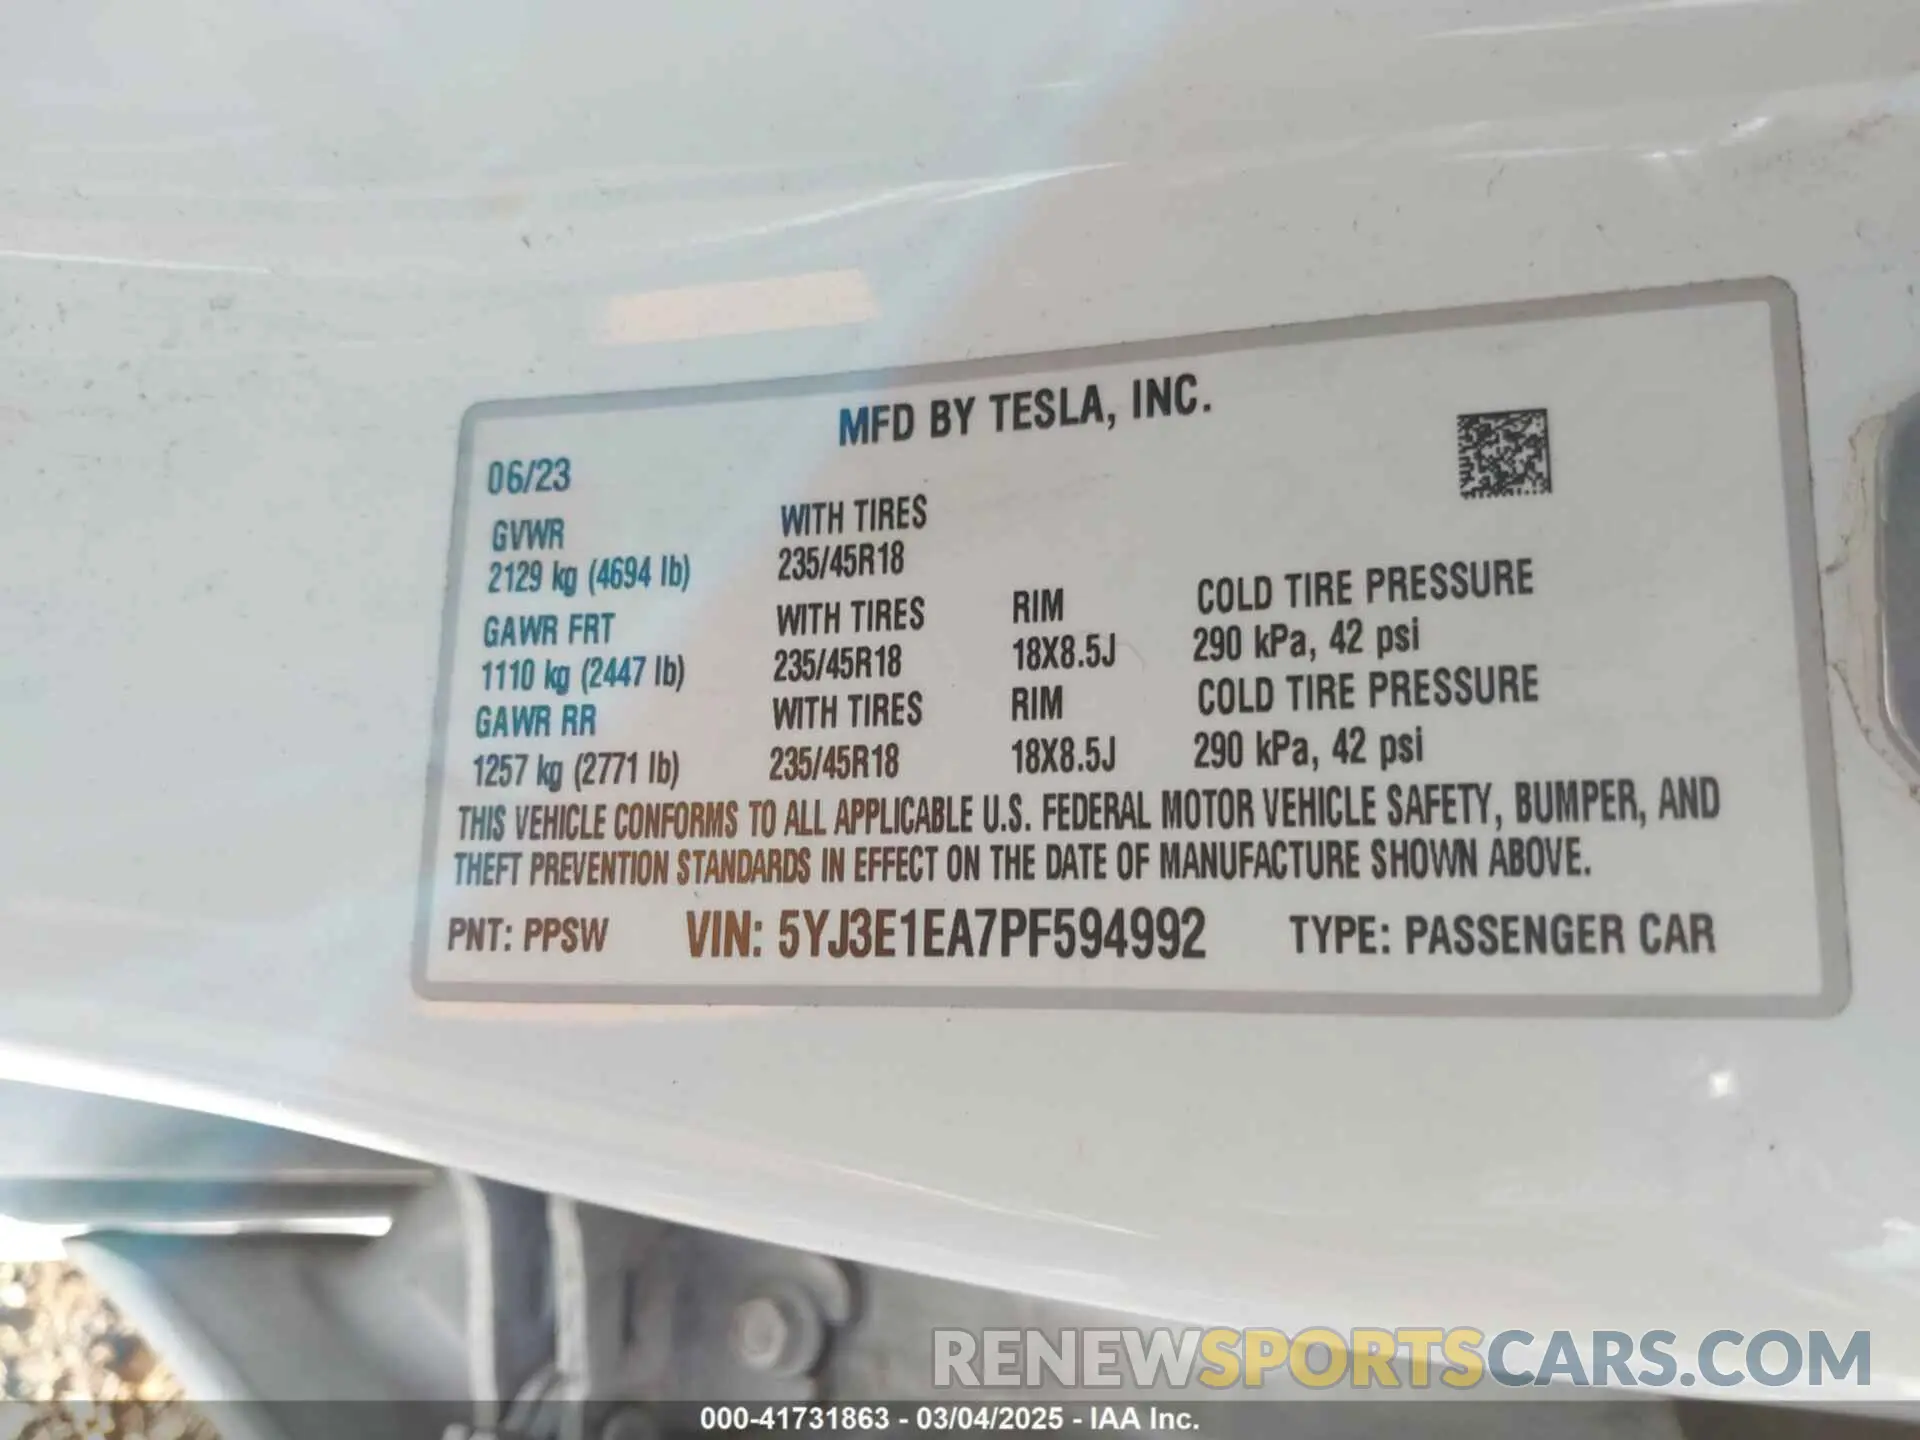 MFD BY TESLA, INC.
06/23
GVWR WITH TIRES
2129 kg (4694 lb) 235/45R18
GAWR FRT WITH TIRES RIM COLD TIRE PRESSURE
1110 kg (2447 lb) 235/45R18 18X8.5J 290 kPa, 42 psi
GAWR RR WITH TIRES RIM COLD TIRE PRESSURE
1257 kg (2771 lb) 235/45R18 18X8.5J 290 kPa, 42 psi
THIS VEHICLE CONFORMS TO ALL APPLICABLE U.S. FEDERAL MOTOR VEHICLE SAFETY, BUMPER, AND
THEFT PREVENTION STANDARDS IN EFFECT ON THE DATE OF MANUFACTURE SHOWN ABOVE.
PNT: PPSW VIN: 5YJ3E1EA7PF594992 TYPE: PASSENGER CAR
RENEWSPORTSCARS.COM
000-41731863 - 03/04/2025 - IAA Inc.